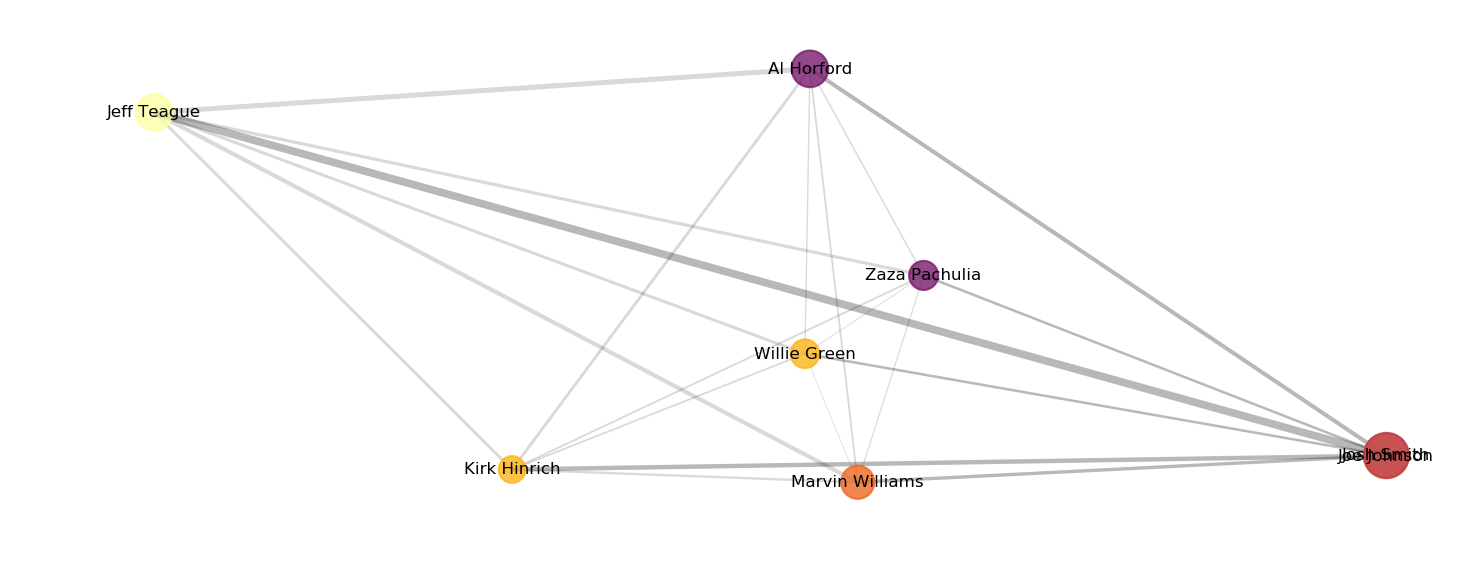 Al Horford
Jeff Teague
Zaza Pachulia
Willie Green
Josh Smith
Joe Johnson
Kirk Hinrich
Marvin Williams